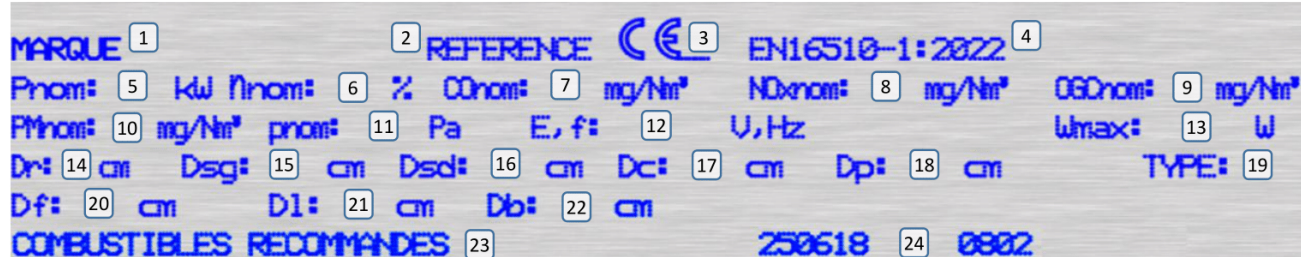 MARQUE 1 2 REFERENCE CE 3 EN16510-1:2022 4
Pnom: 5 kW ηnom: 6 % COnom: 7 mg/Nm³ NOxnom: 8 mg/Nm³ OGCnom: 9 mg/Nm³
PMnom: 10 mg/Nm³ pnom: 11 Pa E,f: 12 V,Hz Wmax: 13 W
Dr: 14 cm Dsg: 15 cm Dsd: 16 cm Dc: 17 cm Dp: 18 cm TYPE: 19
Df: 20 cm Dl: 21 cm Db: 22 cm
COMBUSTIBLES RECOMMANDES 23 250618 24 0802